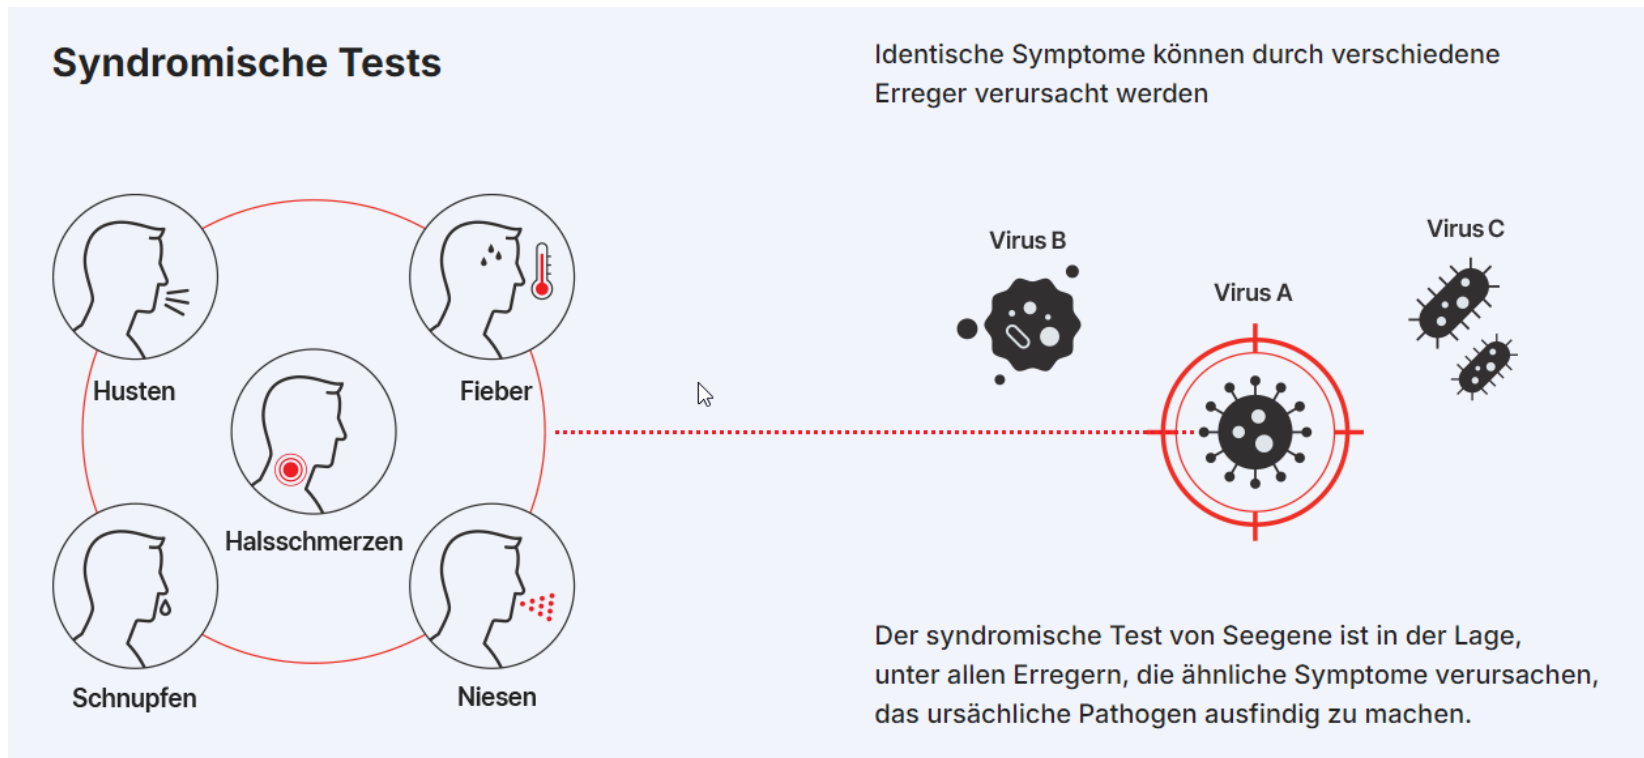 Syndromische Tests
Identische Symptome können durch verschiedene
Erreger verursacht werden
Husten
Fieber
Halsschmerzen
Schnupfen
Niesen
Virus B
Virus A
Virus C
Der syndromische Test von Seegene ist in der Lage,
unter allen Erregern, die ähnliche Symptome verursachen,
das ursächliche Pathogen ausfindig zu machen.